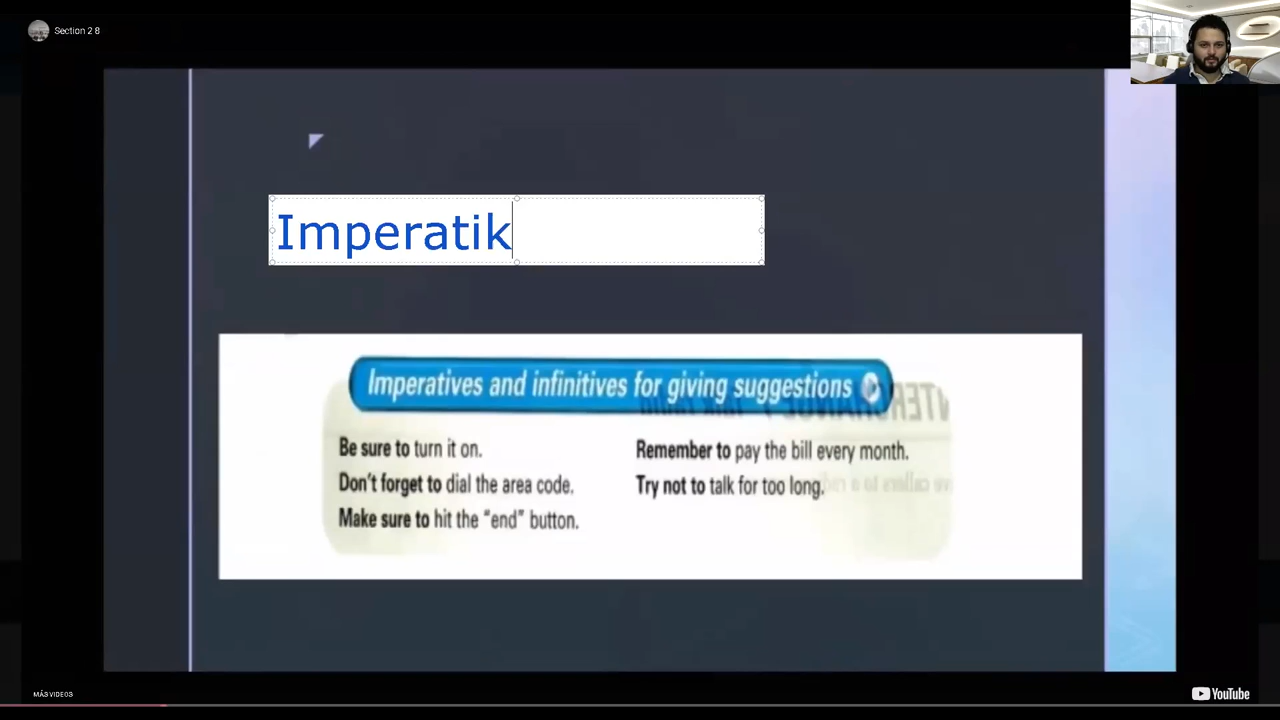 Section 2 8
Imperatik
Imperatives and infinitives for giving suggestions
Be sure to turn it on.
Don't forget to dial the area code.
Make sure to hit the “end” button.
Remember to pay the bill every month.
Try not to talk for too long.
MÁS VIDEOS
YouTube